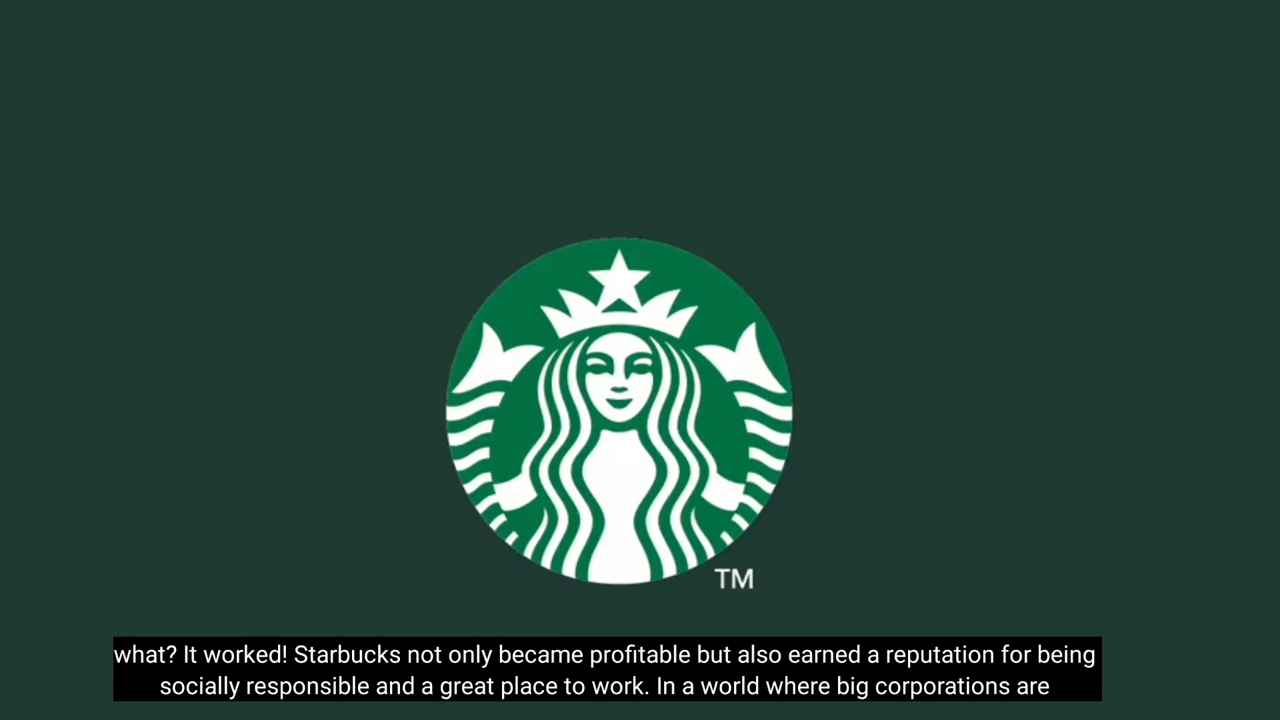 TM
what? It worked! Starbucks not only became profitable but also earned a reputation for being
socially responsible and a great place to work. In a world where big corporations are